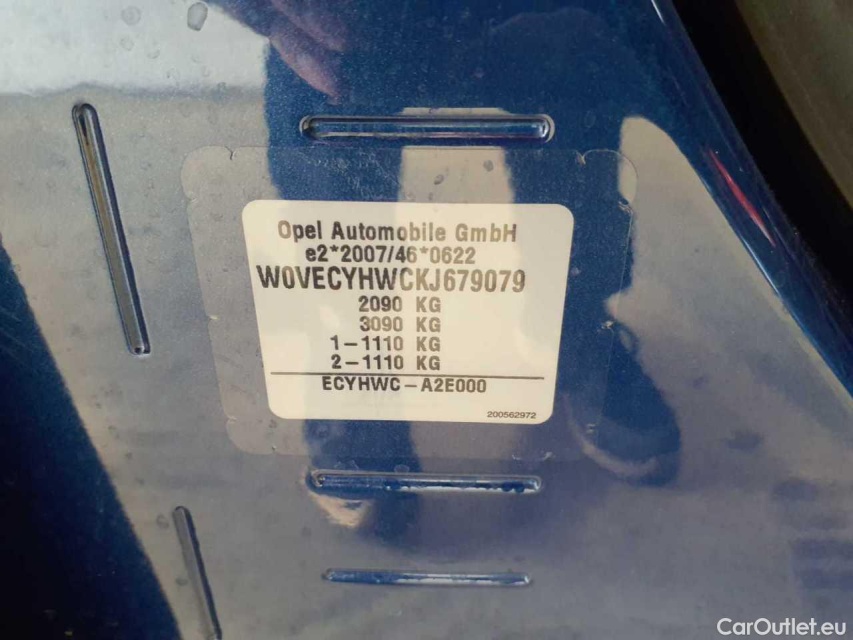 Opel Automobile GmbH
e2*2007/46*0622
W0VECYHWCKJ679079
2090 KG
3090 KG
1-1110 KG
2-1110 KG
ECYHWC-A2E000
200562972
CarOutlet.eu